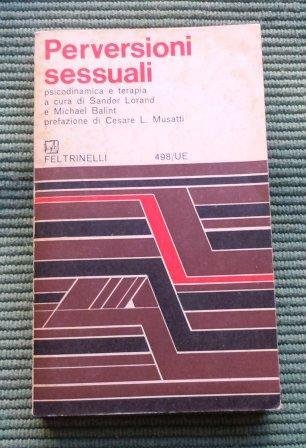 Perversioni
sessuali
psicodinamica e terapia
a cura di Sandor Lorand
e Michael Balint
prefazione di Cesare L. Musatti
FELTRINELLI 498/UE